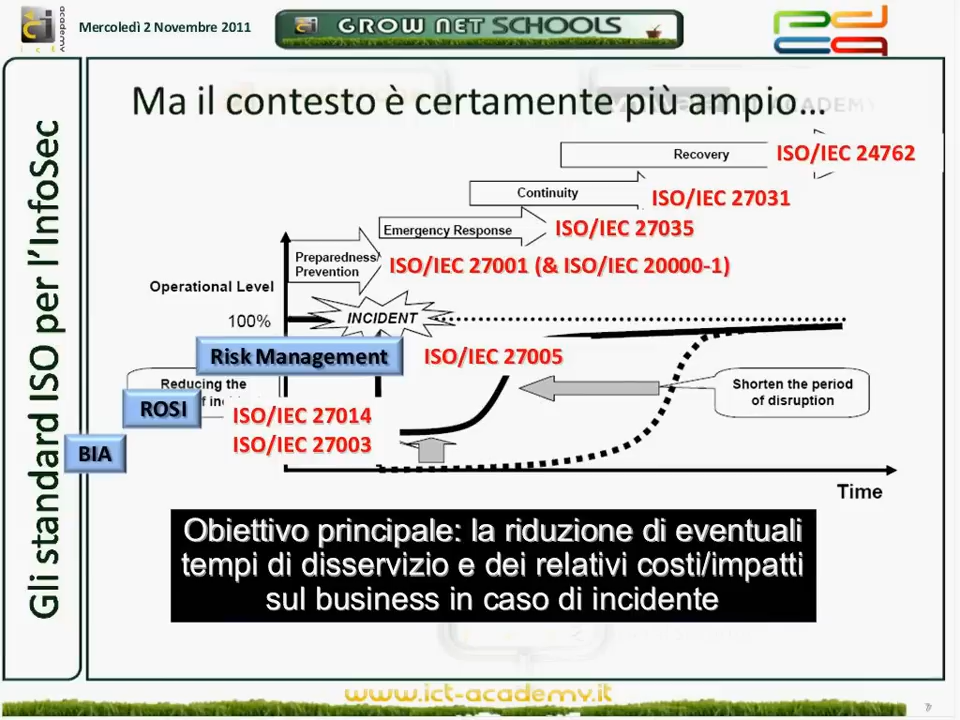 ict academy
Mercoledì 2 Novembre 2011
GROW NET SCHOOLS
Gli standard ISO per l'InfoSec
Ma il contesto è certamente più ampio...
Recovery
ISO/IEC 24762
Continuity
ISO/IEC 27031
Emergency Response
ISO/IEC 27035
Preparedness/
Prevention
ISO/IEC 27001 (& ISO/IEC 20000-1)
Operational Level
100%
INCIDENT
Risk Management
ISO/IEC 27005
Reducing the
ROSI
ISO/IEC 27014
ISO/IEC 27003
BIA
Shorten the period
of disruption
Time
Obiettivo principale: la riduzione di eventuali
tempi di disservizio e dei relativi costi/impatti
sul business in caso di incidente
www.ict-academy.it